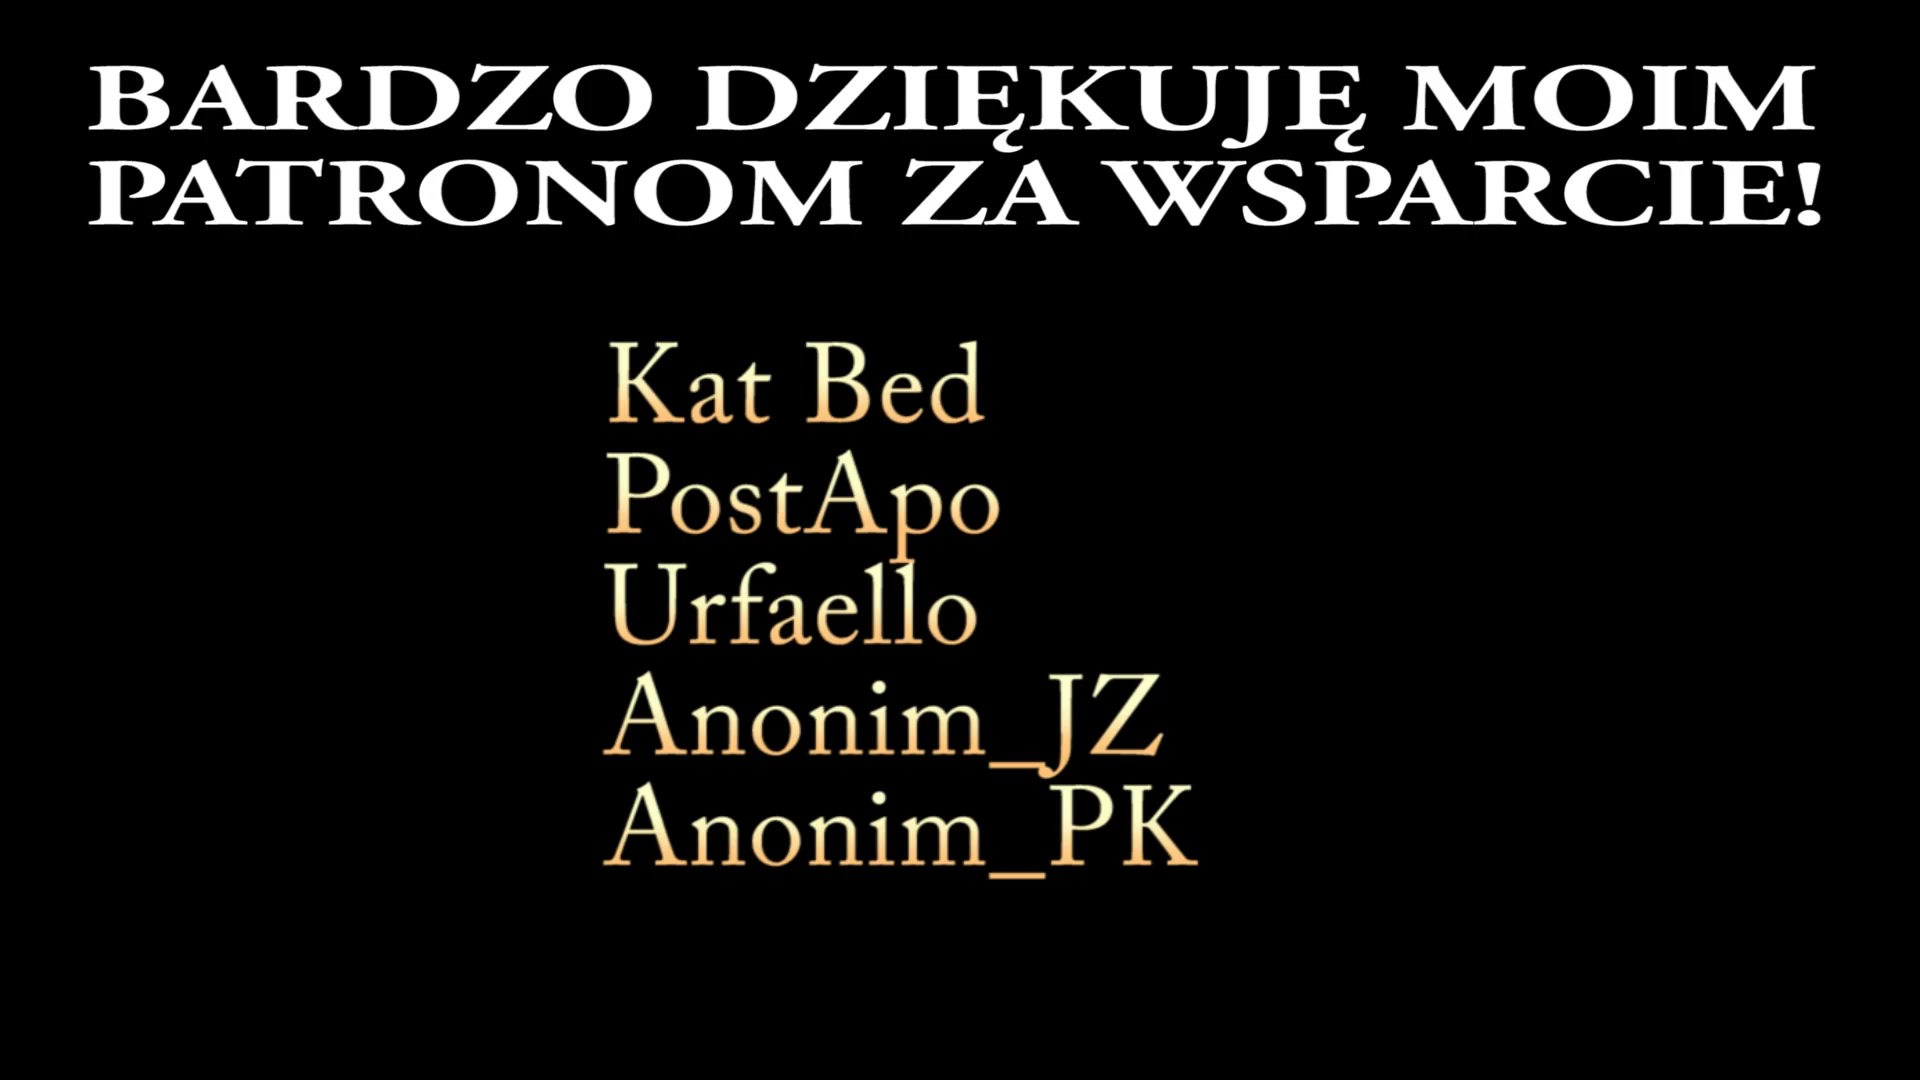 BARDZO DZIĘKUJĘ MOIM
PATRONOM ZA WSPARCIE!
Kat Bed
PostApo
Urfaello
Anonim_JZ
Anonim_PK